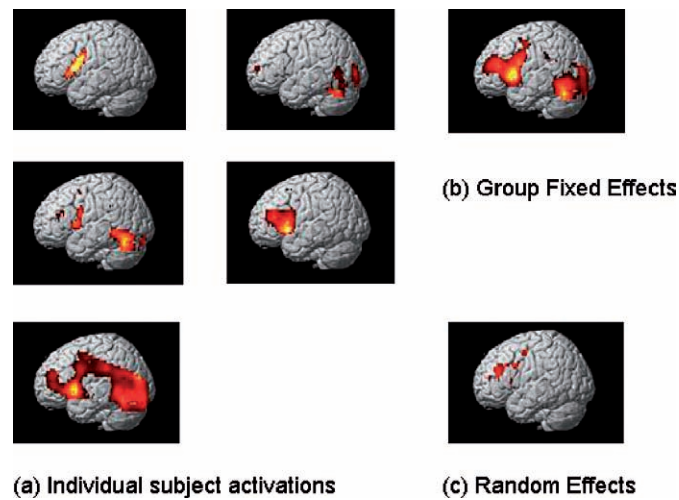 (b) Group Fixed Effects
(a) Individual subject activations
(c) Random Effects